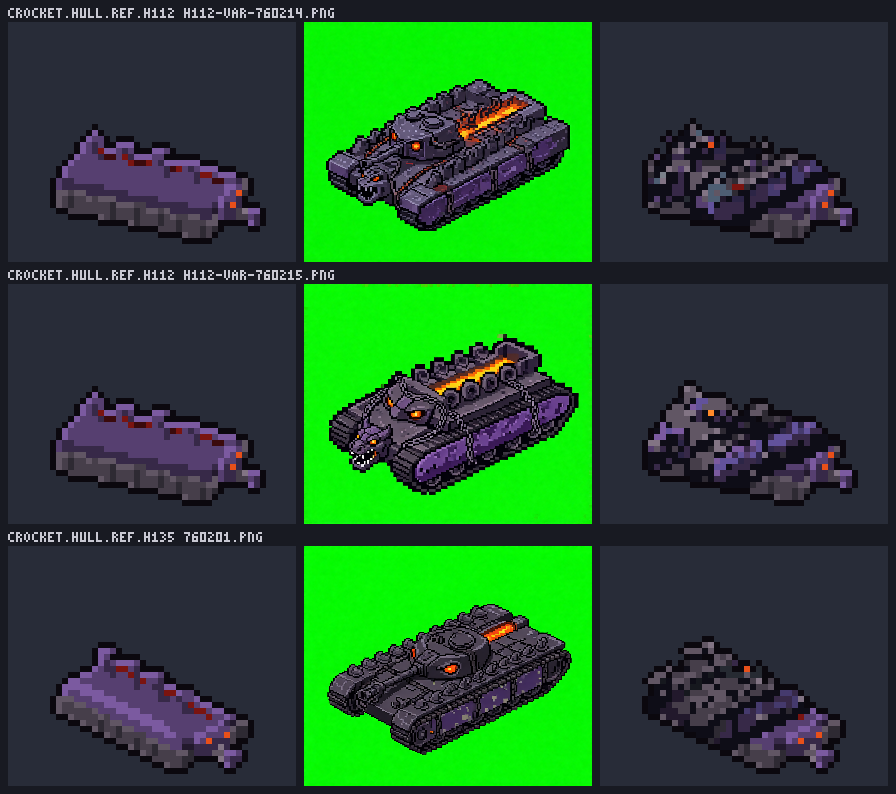 CROCKET.HULL.REF.H112 H112-VAR-760214.PNG
CROCKET.HULL.REF.H112 H112-VAR-760215.PNG
CROCKET.HULL.REF.H135 760201.PNG